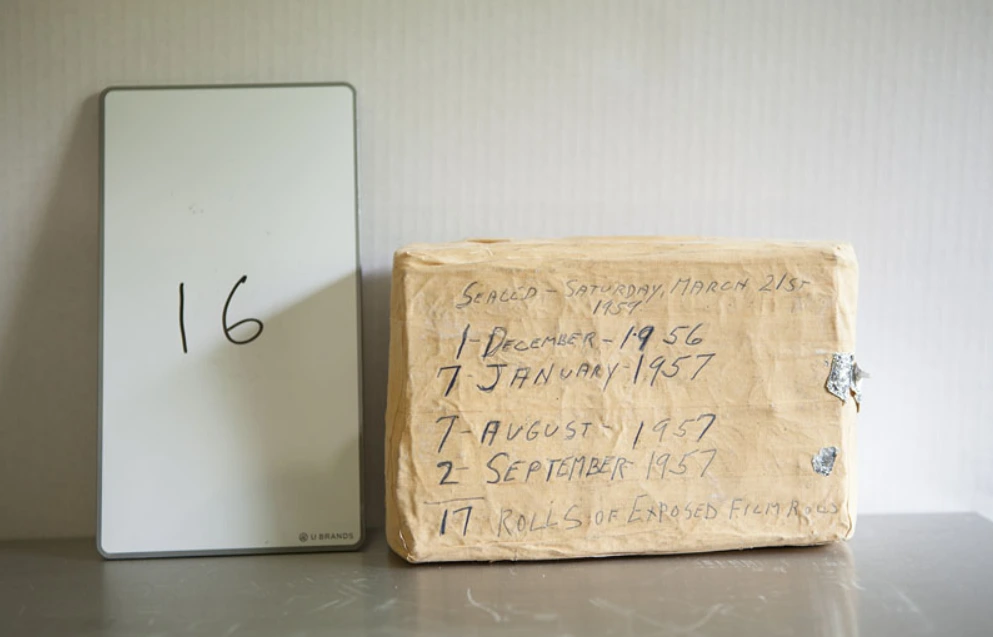 16
U BRANDS
SEALED - SATURDAY, MARCH 21ST
1959
1 - DECEMBER - 1956
7 - JANUARY - 1957
7 - AUGUST - 1957
2 - SEPTEMBER - 1957
17 ROLLS OF EXPOSED FILM ROLLS